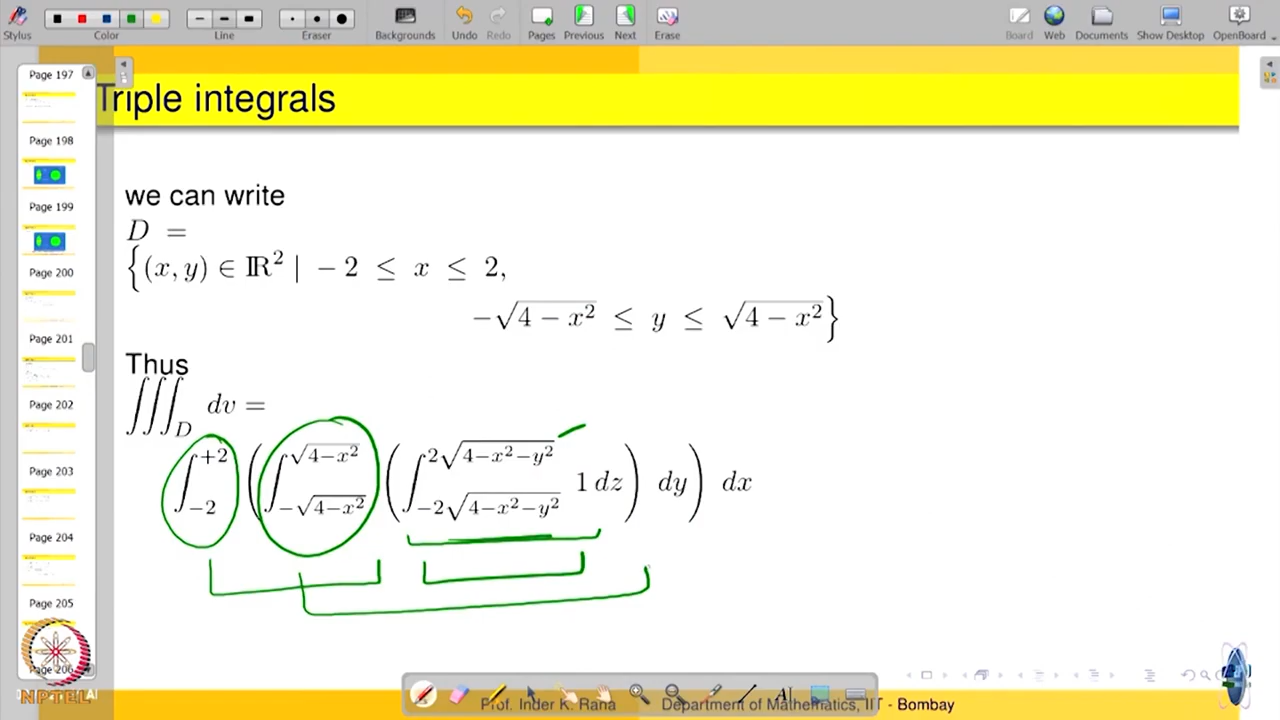 Stylus Color Line Eraser Backgrounds Undo Redo Pages Previous Next Erase Board Web Documents Show Desktop OpenBoard
Page 197
Page 198
Page 199
Page 200
Page 201
Page 202
Page 203
Page 204
Page 205
Page 206
Triple integrals
we can write
D =
{(x, y) ∈ ℝ² | − 2 ≤ x ≤ 2,
−√(4 − x²) ≤ y ≤ √(4 − x²)}
Thus
∭_D dv =
∫_{−2}^{+2} ( ∫_{−√(4−x²)}^{√(4−x²)} ( ∫_{−2√(4−x²−y²)}^{2√(4−x²−y²)} 1 dz ) dy ) dx
NPTEL
Prof. Inder K. Rana Department of Mathematics, IIT - Bombay